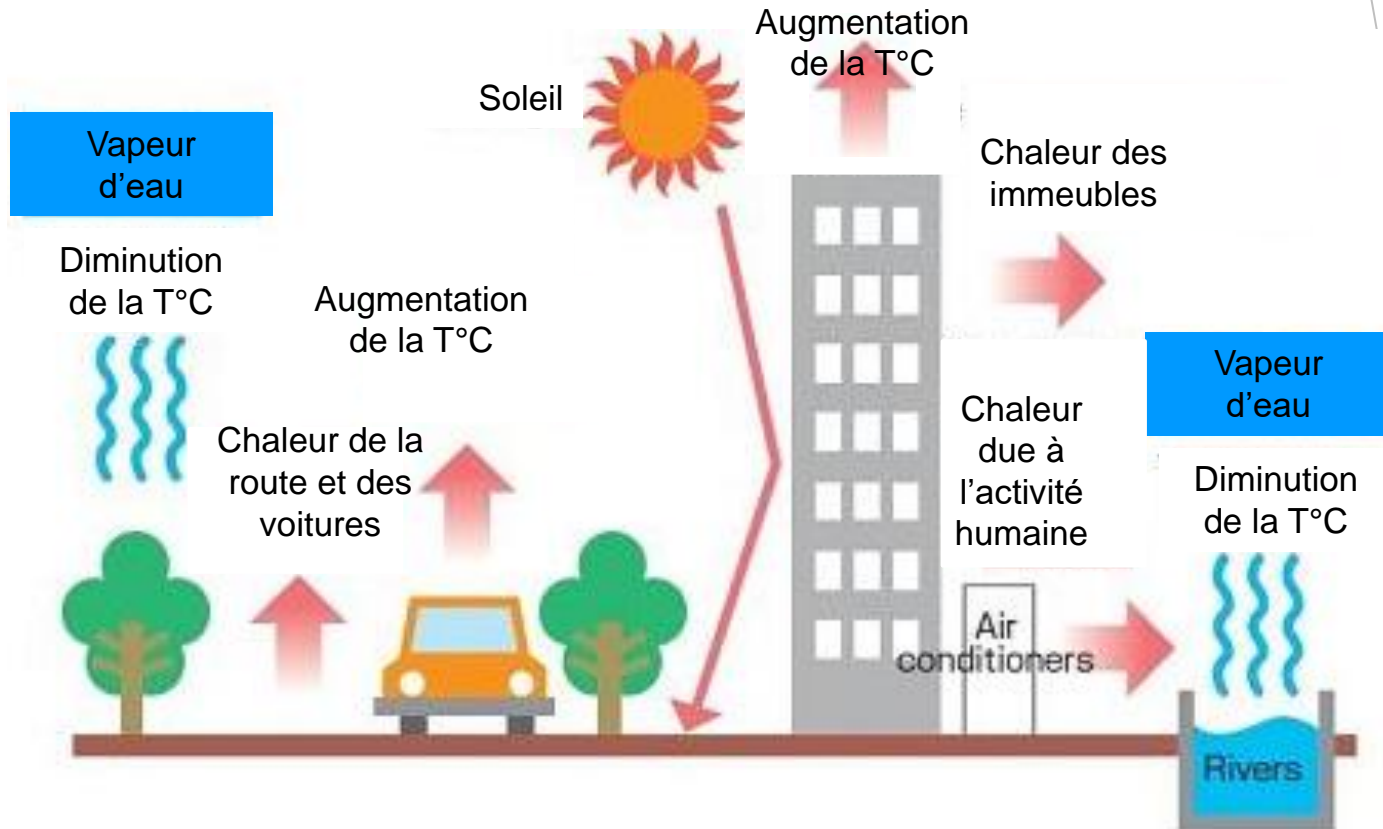 Augmentation
de la T°C
Soleil
Vapeur
d’eau
Chaleur des
immeubles
Diminution
de la T°C
Augmentation
de la T°C
Vapeur
d’eau
Chaleur
due à
l’activité
humaine
Chaleur de la
route et des
voitures
Diminution
de la T°C
Air
conditioners
Rivers